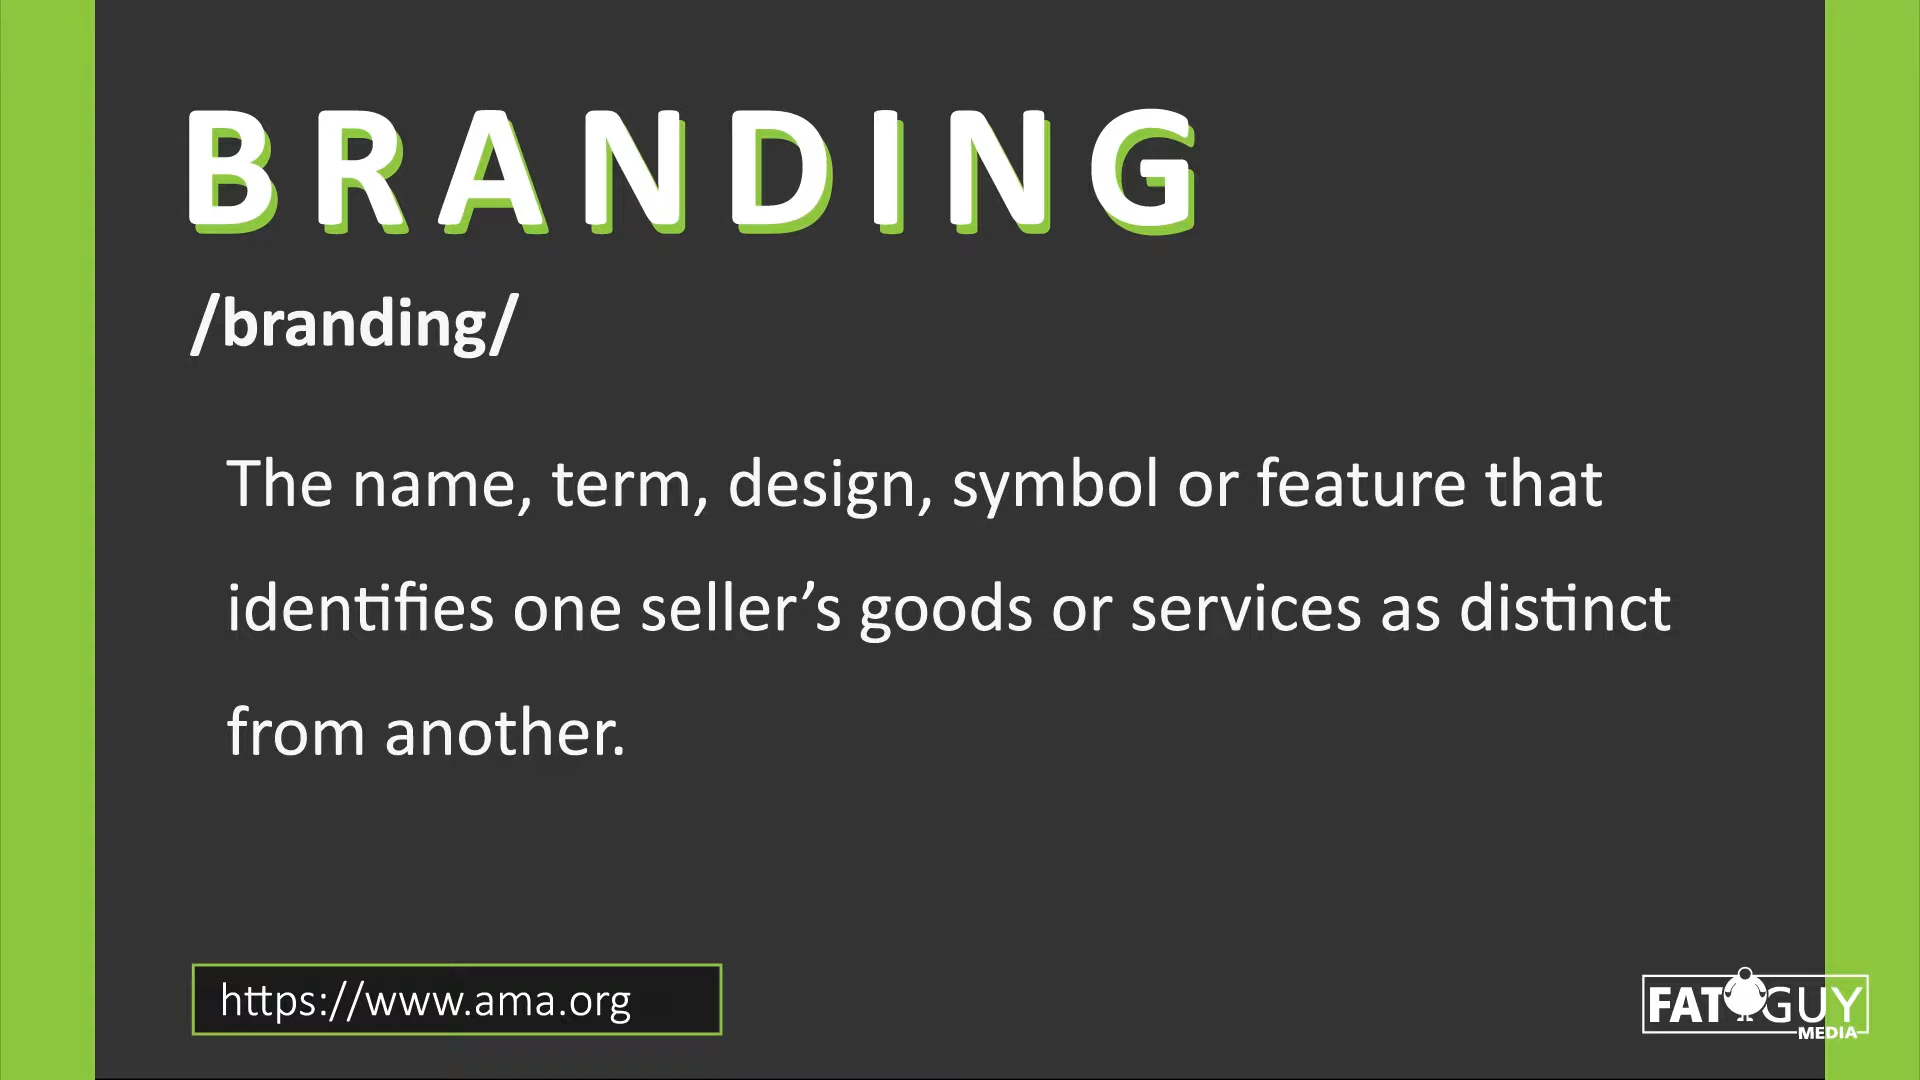 BRANDING
/branding/
The name, term, design, symbol or feature that
identifies one seller’s goods or services as distinct
from another.
https://www.ama.org
FAT GUY
MEDIA